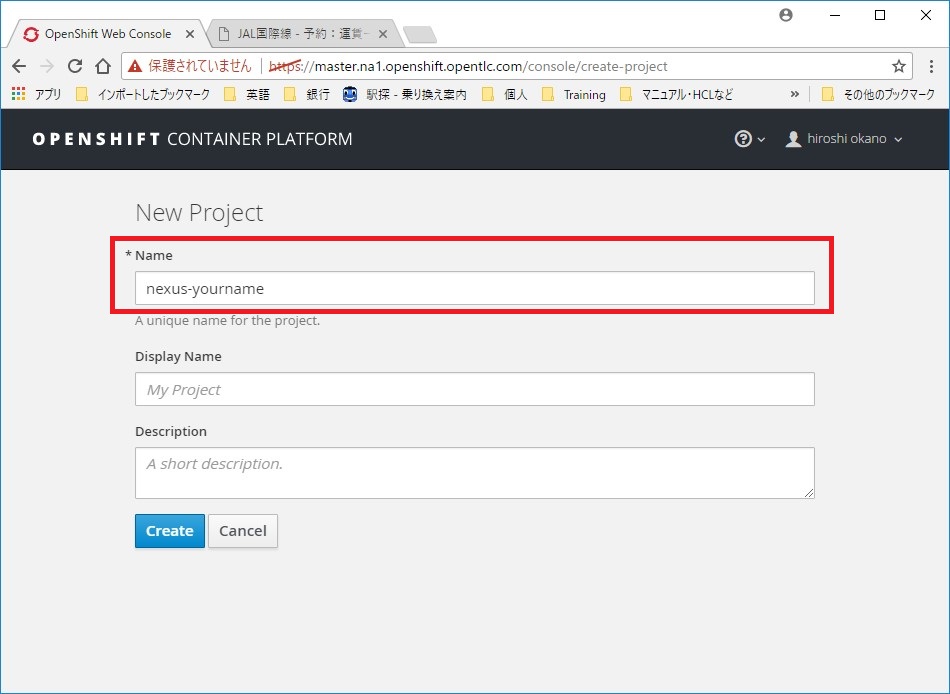 OpenShift Web Console
JAL国際線 - 予約：運賃
保護されていません https://master.na1.openshift.opentlc.com/console/create-project
アプリ インポートしたブックマーク 英語 銀行 駅探 - 乗り換え案内 個人 Training マニュアル・HCLなど » その他のブックマーク
OPENSHIFT CONTAINER PLATFORM
hiroshi okano
New Project
* Name
nexus-yourname
A unique name for the project.
Display Name
My Project
Description
A short description.
Create Cancel